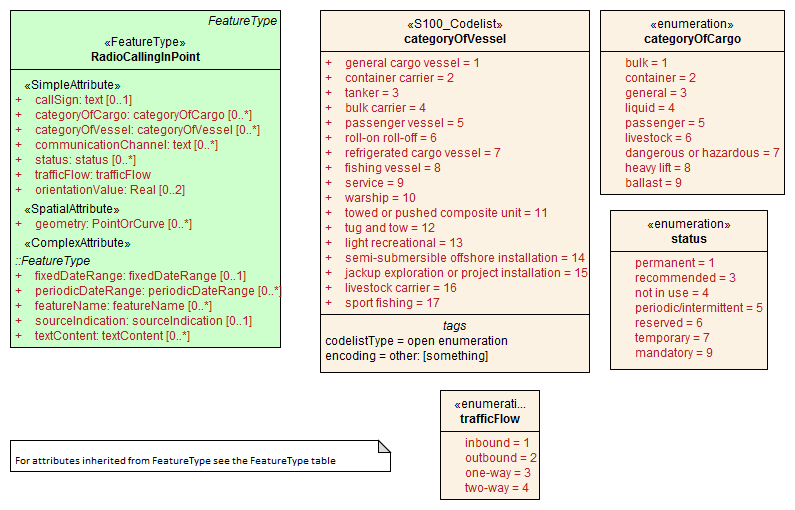 FeatureType
«FeatureType»
RadioCallingInPoint
«SimpleAttribute»
+ callSign: text [0..1]
+ categoryOfCargo: categoryOfCargo [0..*]
+ categoryOfVessel: categoryOfVessel [0..*]
+ communicationChannel: text [0..*]
+ status: status [0..*]
+ trafficFlow: trafficFlow
+ orientationValue: Real [0..2]
«SpatialAttribute»
+ geometry: PointOrCurve [0..*]
«ComplexAttribute»
::FeatureType
+ fixedDateRange: fixedDateRange [0..1]
+ periodicDateRange: periodicDateRange [0..*]
+ featureName: featureName [0..*]
+ sourceIndication: sourceIndication [0..1]
+ textContent: textContent [0..*]
«S100_Codelist»
categoryOfVessel
+ general cargo vessel = 1
+ container carrier = 2
+ tanker = 3
+ bulk carrier = 4
+ passenger vessel = 5
+ roll-on roll-off = 6
+ refrigerated cargo vessel = 7
+ fishing vessel = 8
+ service = 9
+ warship = 10
+ towed or pushed composite unit = 11
+ tug and tow = 12
+ light recreational = 13
+ semi-submersible offshore installation = 14
+ jackup exploration or project installation = 15
+ livestock carrier = 16
+ sport fishing = 17
tags
codelistType = open enumeration
encoding = other: [something]
«enumeration»
categoryOfCargo
bulk = 1
container = 2
general = 3
liquid = 4
passenger = 5
livestock = 6
dangerous or hazardous = 7
heavy lift = 8
ballast = 9
«enumeration»
status
permanent = 1
recommended = 3
not in use = 4
periodic/intermittent = 5
reserved = 6
temporary = 7
mandatory = 9
«enumerati...
trafficFlow
inbound = 1
outbound = 2
one-way = 3
two-way = 4
For attributes inherited from FeatureType see the FeatureType table